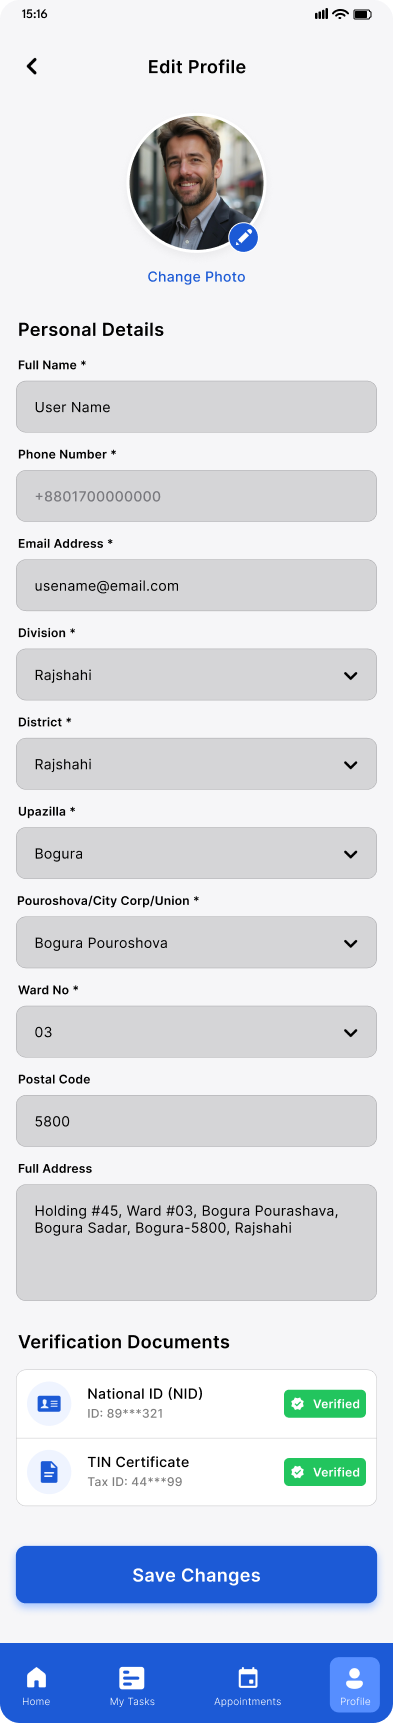 15:16
Edit Profile
Change Photo
Personal Details
Full Name *
User Name
Phone Number *
+8801700000000
Email Address *
usename@email.com
Division *
Rajshahi
District *
Rajshahi
Upazilla *
Bogura
Pouroshova/City Corp/Union *
Bogura Pouroshova
Ward No *
03
Postal Code
5800
Full Address
Holding #45, Ward #03, Bogura Pourashava,
Bogura Sadar, Bogura-5800, Rajshahi
Verification Documents
National ID (NID)
ID: 89***321
Verified
TIN Certificate
Tax ID: 44***99
Verified
Save Changes
Home
My Tasks
Appointments
Profile